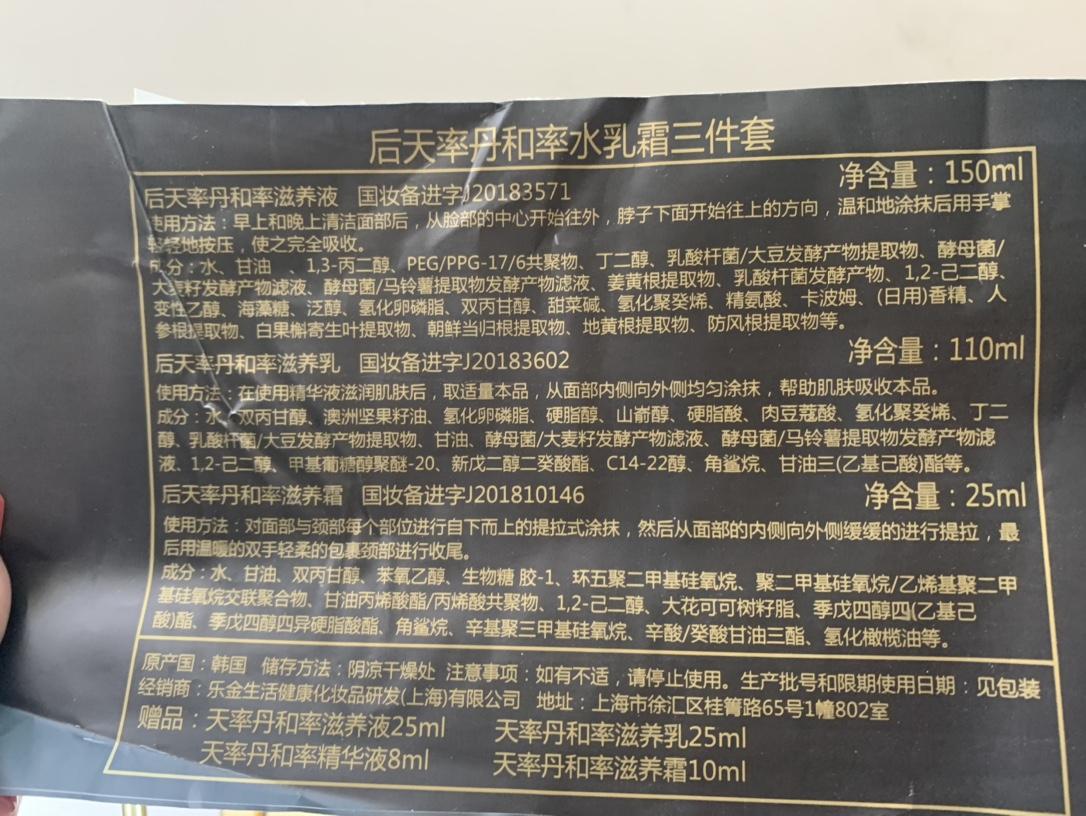 后天率丹和率水乳霜三件套
后天率丹和率滋养液 国妆备进字J20183571 净含量：150ml
使用方法：早上和晚上清洁面部后，从脸部的中心开始往外，脖子下面开始往上的方向，温和地涂抹后用手掌
轻轻地按压，使之完全吸收。
成分：水、甘油 、1,3-丙二醇、PEG/PPG-17/6共聚物、丁二醇、乳酸杆菌/大豆发酵产物提取物、酵母菌/
大麦籽发酵产物滤液、酵母菌/马铃薯提取物发酵产物滤液、姜黄根提取物、乳酸杆菌发酵产物、1,2-己二醇、
变性乙醇、海藻糖、泛醇、氢化卵磷脂、双丙甘醇、甜菜碱、氢化聚癸烯、精氨酸、卡波姆、(日用)香精、人
参根提取物、白果槲寄生叶提取物、朝鲜当归根提取物、地黄根提取物、防风根提取物等。
后天率丹和率滋养乳 国妆备进字J20183602 净含量：110ml
使用方法：在使用精华液滋润肌肤后，取适量本品，从面部内侧向外侧均匀涂抹，帮助肌肤吸收本品。
成分：水、双丙甘醇、澳洲坚果籽油、氢化卵磷脂、硬脂醇、山嵛醇、硬脂酸、肉豆蔻酸、氢化聚癸烯、丁二
醇、乳酸杆菌/大豆发酵产物提取物、甘油、酵母菌/大麦籽发酵产物滤液、酵母菌/马铃薯提取物发酵产物滤
液、1,2-己二醇、甲基葡糖醇聚醚-20、新戊二醇二癸酸酯、C14-22醇、角鲨烷、甘油三(乙基己酸)酯等。
后天率丹和率滋养霜 国妆备进字J201810146 净含量：25ml
使用方法：对面部与颈部每个部位进行自下而上的提拉式涂抹，然后从面部的内侧向外侧缓缓的进行提拉，最
后用温暖的双手轻柔的包裹颈部进行收尾。
成分：水、甘油、双丙甘醇、苯氧乙醇、生物糖 胶-1、环五聚二甲基硅氧烷、聚二甲基硅氧烷/乙烯基聚二甲
基硅氧烷交联聚合物、甘油丙烯酸酯/丙烯酸共聚物、1,2-己二醇、大花可可树籽脂、季戊四醇四(乙基己
酸)酯、季戊四醇四异硬脂酸酯、角鲨烷、辛基聚三甲基硅氧烷、辛酸/癸酸甘油三酯、氢化橄榄油等。
原产国：韩国 储存方法：阴凉干燥处 注意事项：如有不适，请停止使用。生产批号和限期使用日期：见包装
经销商：乐金生活健康化妆品研发(上海)有限公司 地址：上海市徐汇区桂箐路65号1幢802室
赠品：天率丹和率滋养液25ml 天率丹和率滋养乳25ml
天率丹和率精华液8ml 天率丹和率滋养霜10ml